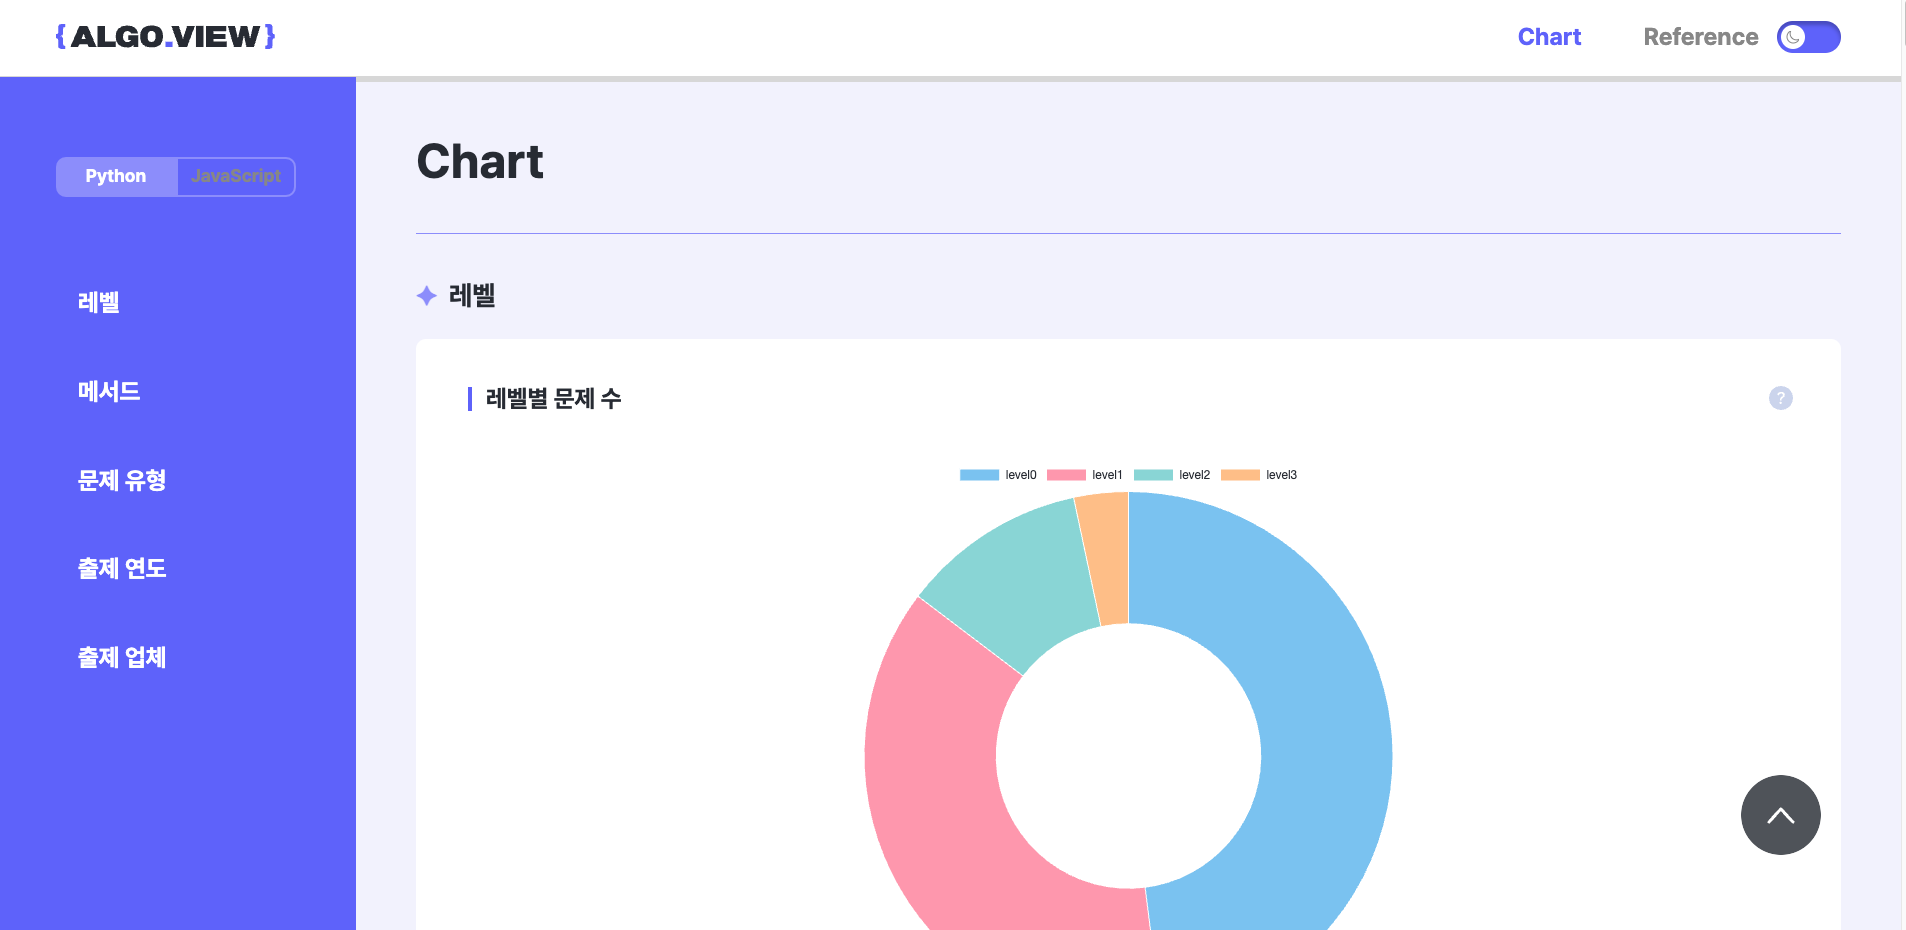 {ALGO.VIEW}
Chart
Reference
Python
JavaScript
레벨
메서드
문제 유형
출제 연도
출제 업체
Chart
레벨
레벨별 문제 수
?
level0
level1
level2
level3